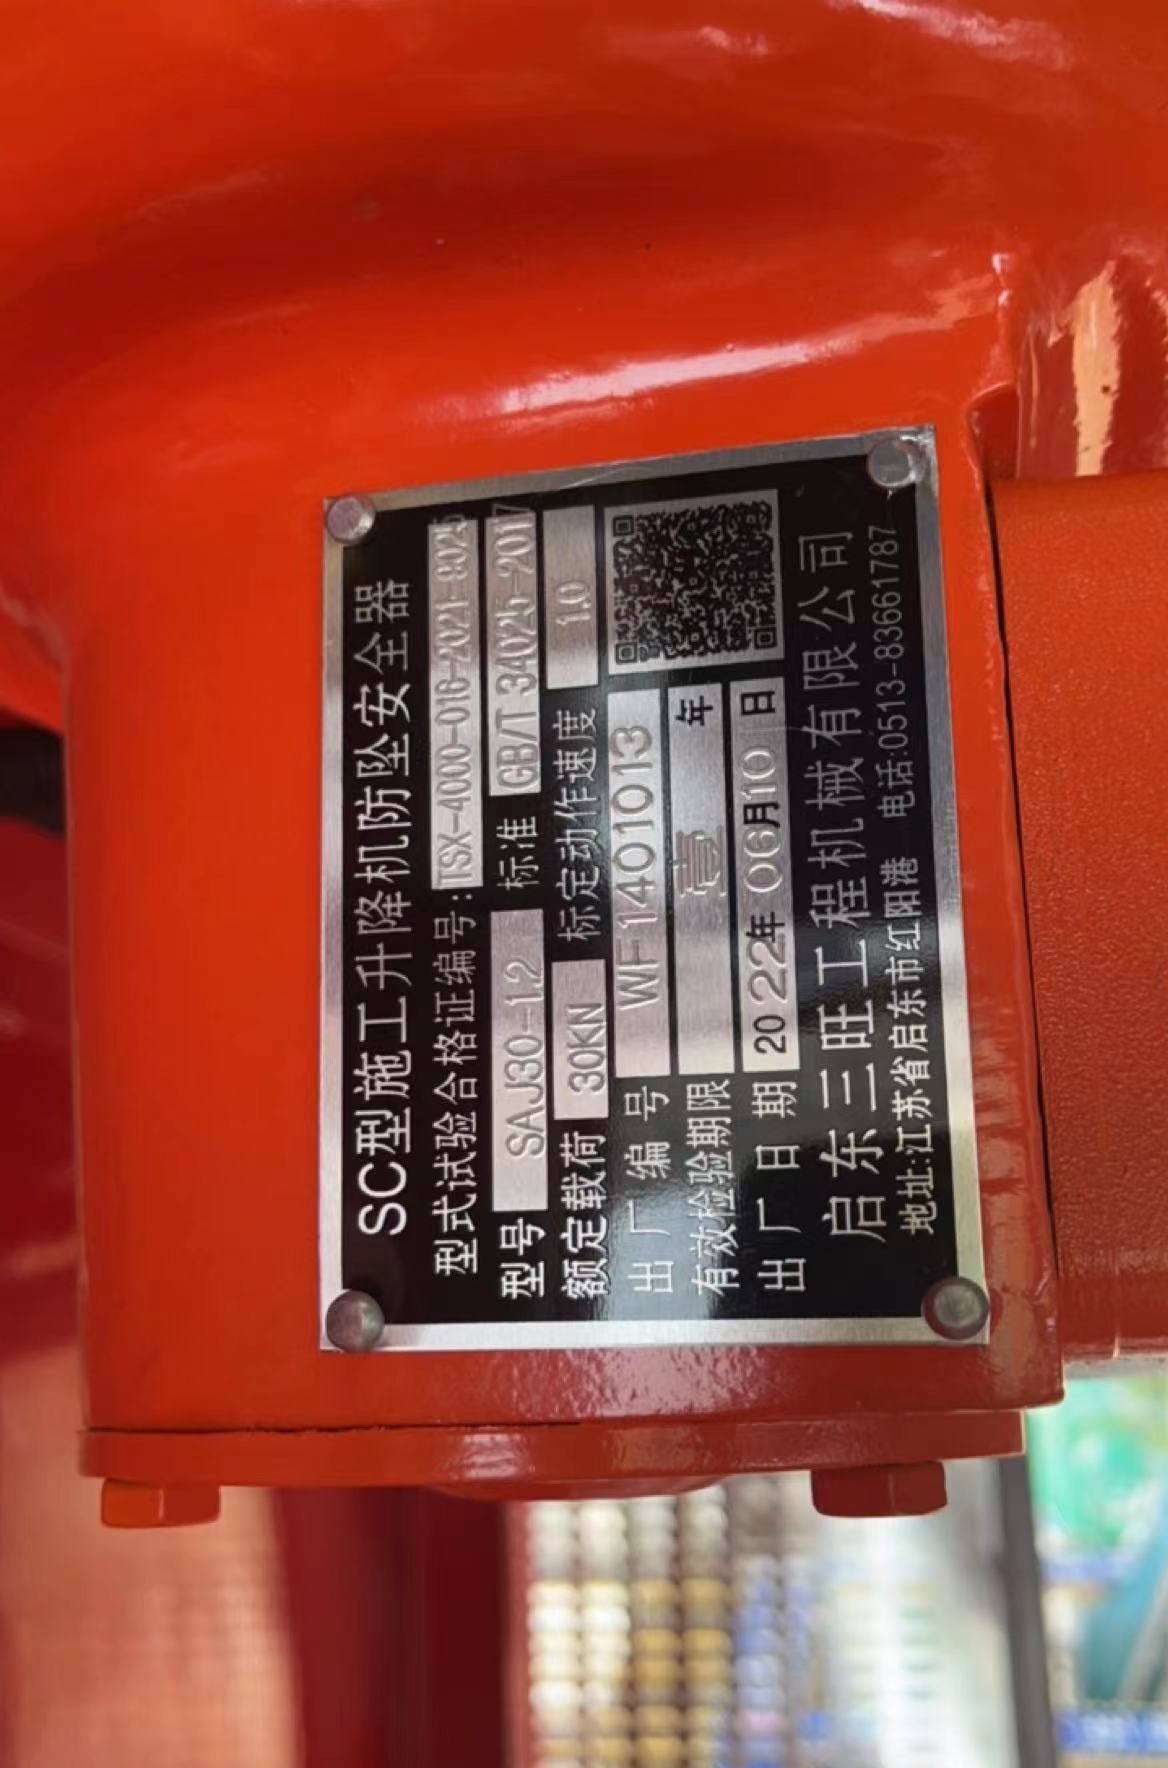 SC型施工升降机防坠安全器
型式试验合格证编号:TSX-4000-016-2021-8025
型号 SAJ30-1.2 标准 GB/T 34025-2017
额定载荷 30KN 标定动作速度 1.0
出厂编号 WF1401013
有效检验期限 壹 年
出厂日期 2022年06月10日
启东三旺工程机械有限公司
地址:江苏省启东市红阳港 电话:0513-83661787